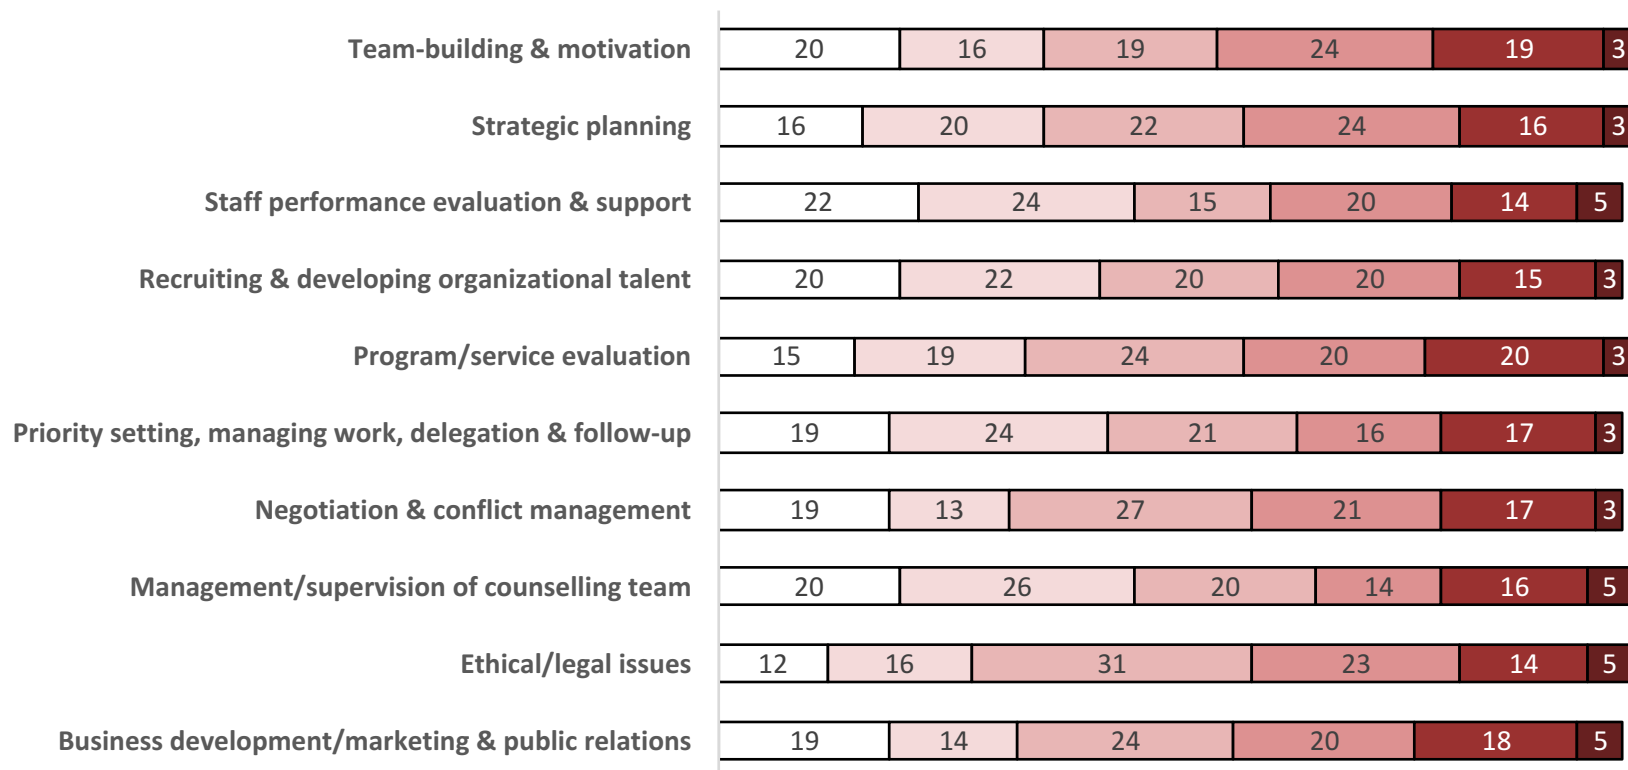 Team-building & motivation 20 16 19 24 19 3
Strategic planning 16 20 22 24 16 3
Staff performance evaluation & support 22 24 15 20 14 5
Recruiting & developing organizational talent 20 22 20 20 15 3
Program/service evaluation 15 19 24 20 20 3
Priority setting, managing work, delegation & follow-up 19 24 21 16 17 3
Negotiation & conflict management 19 13 27 21 17 3
Management/supervision of counselling team 20 26 20 14 16 5
Ethical/legal issues 12 16 31 23 14 5
Business development/marketing & public relations 19 14 24 20 18 5